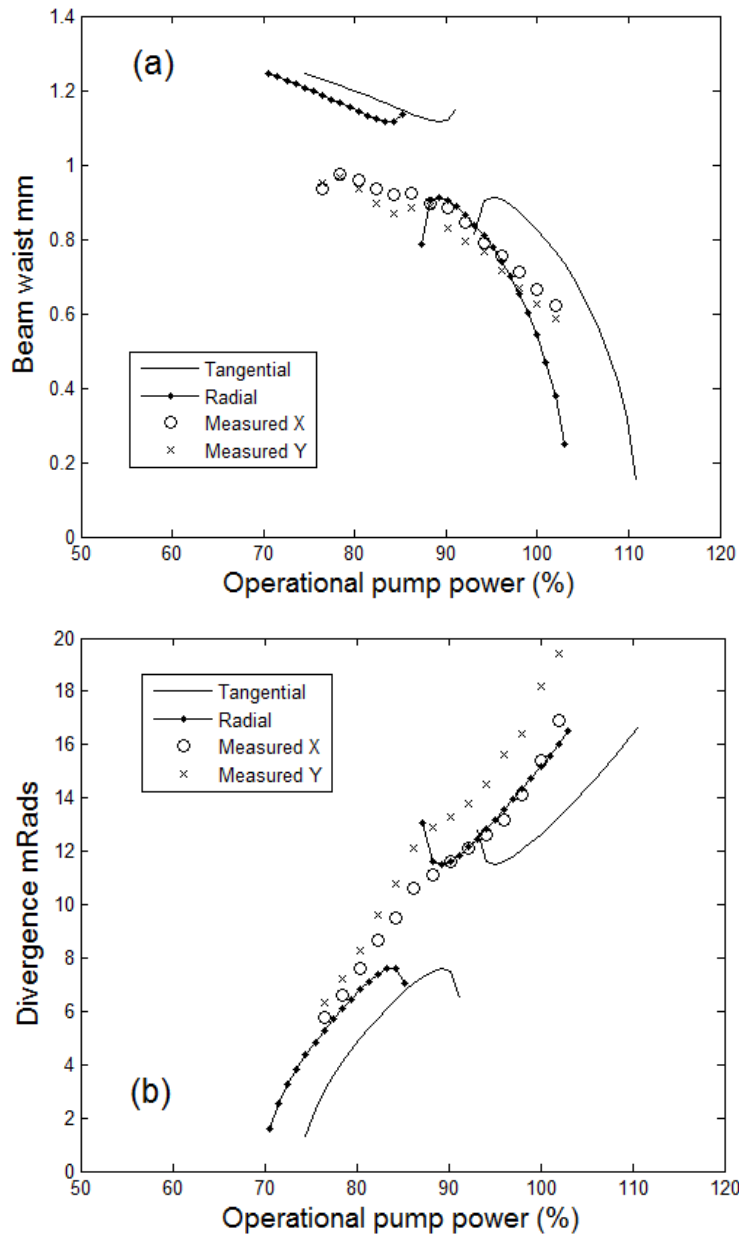 (a)
Beam waist mm
1.4
1.2
1
0.8
0.6
0.4
0.2
0
Tangential
Radial
Measured X
Measured Y
50 60 70 80 90 100 110 120
Operational pump power (%)
(b)
Divergence mRads
20
18
16
14
12
10
8
6
4
2
0
Tangential
Radial
Measured X
Measured Y
50 60 70 80 90 100 110 120
Operational pump power (%)